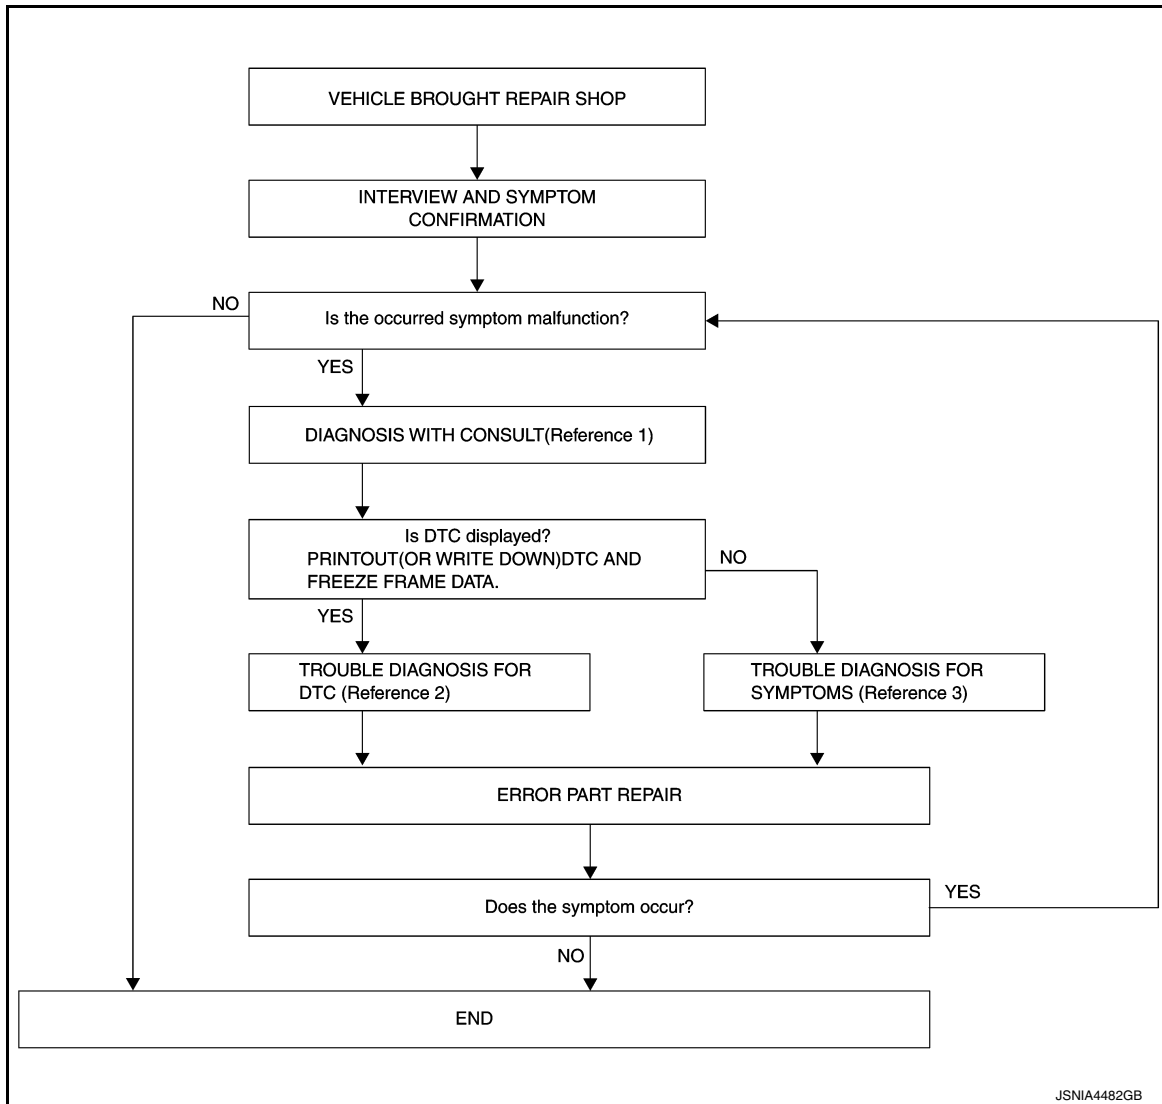 VEHICLE BROUGHT REPAIR SHOP
INTERVIEW AND SYMPTOM
CONFIRMATION
NO
Is the occurred symptom malfunction?
YES
DIAGNOSIS WITH CONSULT(Reference 1)
Is DTC displayed?
PRINTOUT(OR WRITE DOWN)DTC AND
FREEZE FRAME DATA.
NO
YES
TROUBLE DIAGNOSIS FOR
DTC (Reference 2)
TROUBLE DIAGNOSIS FOR
SYMPTOMS (Reference 3)
ERROR PART REPAIR
Does the symptom occur?
YES
NO
END
JSNIA4482GB